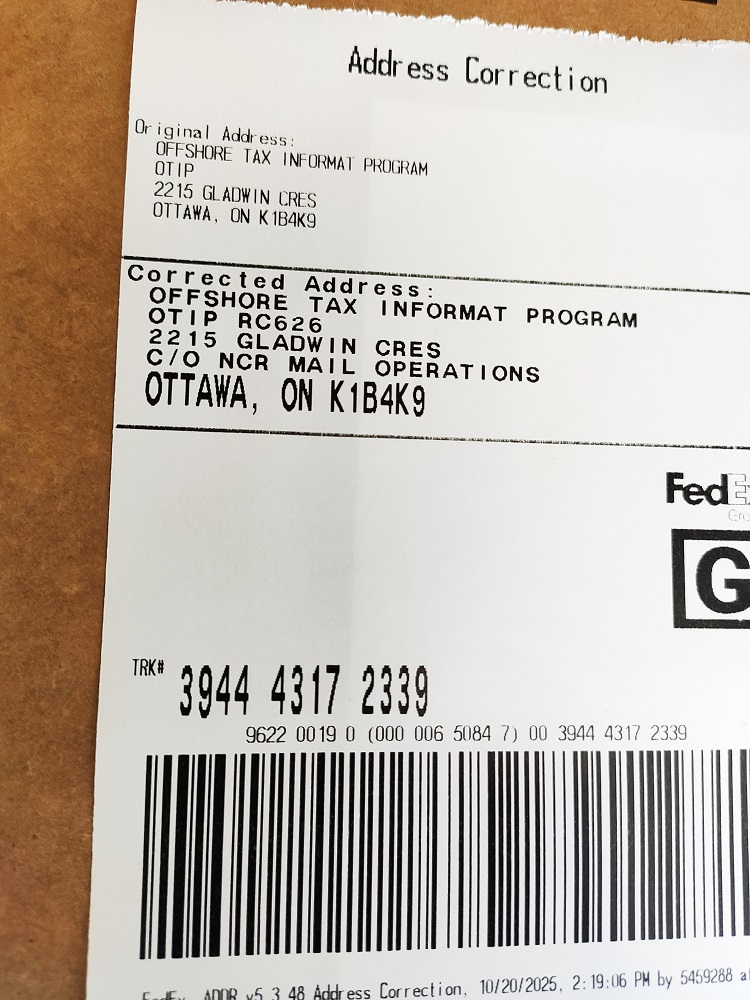 Address Correction
Original Address:
OFFSHORE TAX INFORMAT PROGRAM
OTIP
2215 GLADWIN CRES
OTTAWA, ON K1B4K9
Corrected Address:
OFFSHORE TAX INFORMAT PROGRAM
OTIP RC626
2215 GLADWIN CRES
C/O NCR MAIL OPERATIONS
OTTAWA, ON K1B4K9
FedEx
G
TRK# 3944 4317 2339
9622 0019 0 (000 006 5084 7) 00 3944 4317 2339
FedEx ADDR v5.3.48 Address Correction, 10/20/2025, 2:19:06 PM by 5459288